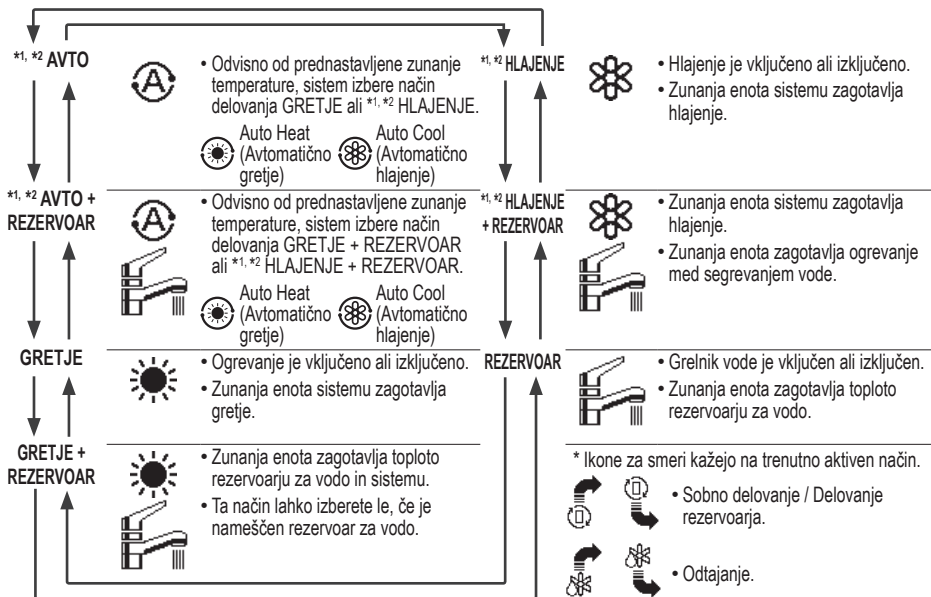 *1, *2 AVTO
• Odvisno od prednastavljene zunanje
temperature, sistem izbere način
delovanja GRETJE ali *1, *2 HLAJENJE.
Auto Heat
(Avtomatično
gretje)
Auto Cool
(Avtomatično
hlajenje)
*1, *2 AVTO +
REZERVOAR
• Odvisno od prednastavljene zunanje
temperature, sistem izbere način
delovanja GRETJE + REZERVOAR
ali *1, *2 HLAJENJE + REZERVOAR.
Auto Heat
(Avtomatično
gretje)
Auto Cool
(Avtomatično
hlajenje)
GRETJE
• Ogrevanje je vključeno ali izključeno.
• Zunanja enota sistemu zagotavlja
gretje.
GRETJE +
REZERVOAR
• Zunanja enota zagotavlja toploto
rezervoarju za vodo in sistemu.
• Ta način lahko izberete le, če je
nameščen rezervoar za vodo.
*1, *2 HLAJENJE
• Hlajenje je vključeno ali izključeno.
• Zunanja enota sistemu zagotavlja
hlajenje.
*1, *2 HLAJENJE
+ REZERVOAR
• Zunanja enota sistemu zagotavlja
hlajenje.
• Zunanja enota zagotavlja ogrevanje
med segrevanjem vode.
REZERVOAR
• Grelnik vode je vključen ali izključen.
• Zunanja enota zagotavlja toploto
rezervoarju za vodo.
* Ikone za smeri kažejo na trenutno aktiven način.
• Sobno delovanje / Delovanje
rezervoarja.
• Odtajanje.